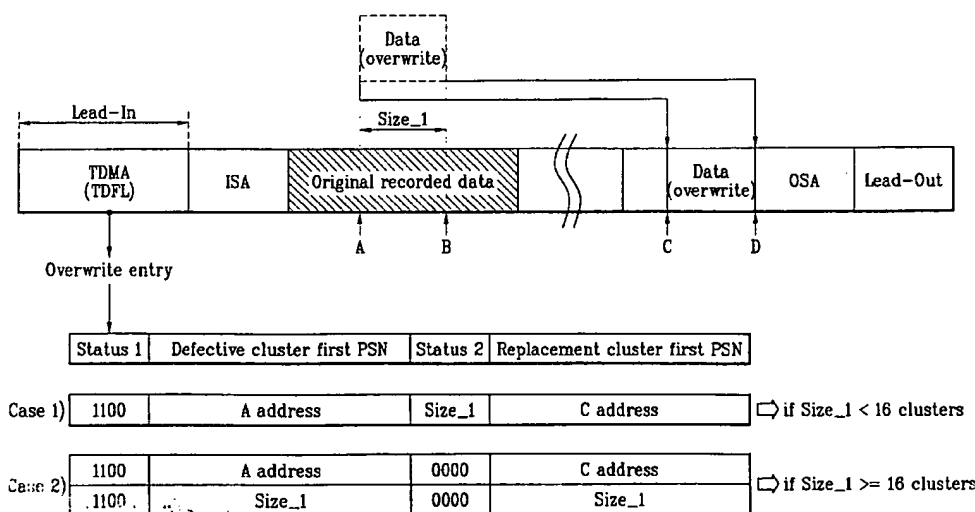 Data
(overwrite)
Lead-In
Size_1
TDMA
(TDFL)
ISA
Original recorded data
Data
(overwrite)
OSA
Lead-Out
A
B
C
D
Overwrite entry
Status 1 Defective cluster first PSN Status 2 Replacement cluster first PSN
Case 1) 1100 A address Size_1 C address if Size_1 < 16 clusters
Case 2) 1100 A address 0000 C address if Size_1 >= 16 clusters
1100 Size_1 0000 Size_1